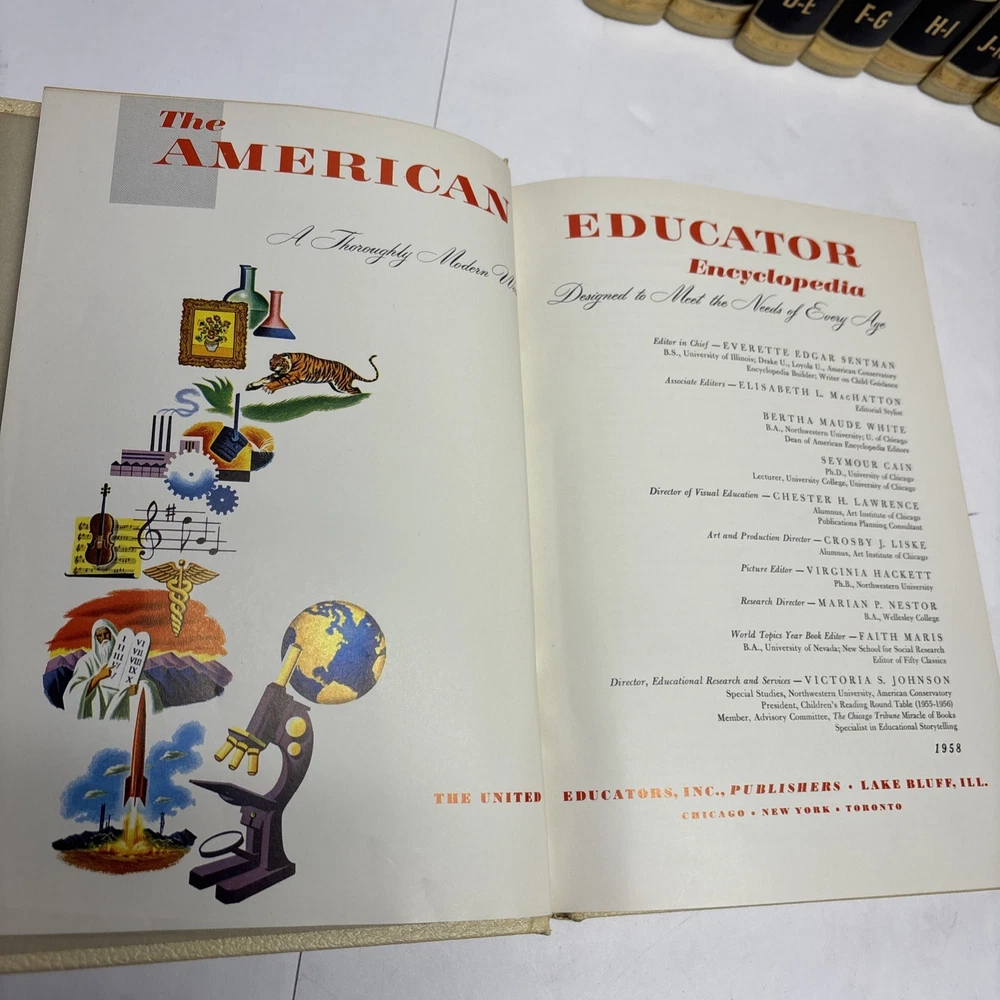 D-E
F-G
H-I
The
AMERICAN
A Thoroughly Modern
EDUCATOR
Encyclopedia
Designed to Meet the Needs of Every Age
Editor in Chief — EVERETTE EDGAR SENTMAN
B.S., University of Illinois; Drake U., Loyola U., American Conservatory
Encyclopedia Builder; Writer on Child Guidance
Associate Editors — ELISABETH L. MacHATTON
Editorial Stylist
BERTHA MAUDE WHITE
B.A., Northwestern University; U. of Chicago
Dean of American Encyclopedia Editors
SEYMOUR CAIN
Ph.D., University of Chicago
Lecturer, University College, University of Chicago
Director of Visual Education — CHESTER H. LAWRENCE
Alumnus, Art Institute of Chicago
Publications Planning Consultant
Art and Production Director — CROSBY J. LISKE
Alumnus, Art Institute of Chicago
Picture Editor — VIRGINIA HACKETT
Ph.B., Northwestern University
Research Director — MARIAN P. NESTOR
B.A., Wellesley College
World Topics Year Book Editor — FAITH MARIS
B.A., University of Nevada; New School for Social Research
Editor of Fifty Classics
Director, Educational Research and Services — VICTORIA S. JOHNSON
Special Studies, Northwestern University, American Conservatory
President, Children's Reading Round Table (1955-1956)
Member, Advisory Committee, The Chicago Tribune Miracle of Books
Specialist in Educational Storytelling
1958
THE UNITED EDUCATORS, INC., PUBLISHERS • LAKE BLUFF, ILL.
CHICAGO • NEW YORK • TORONTO
I VI
II VII
III VIII
IX
X